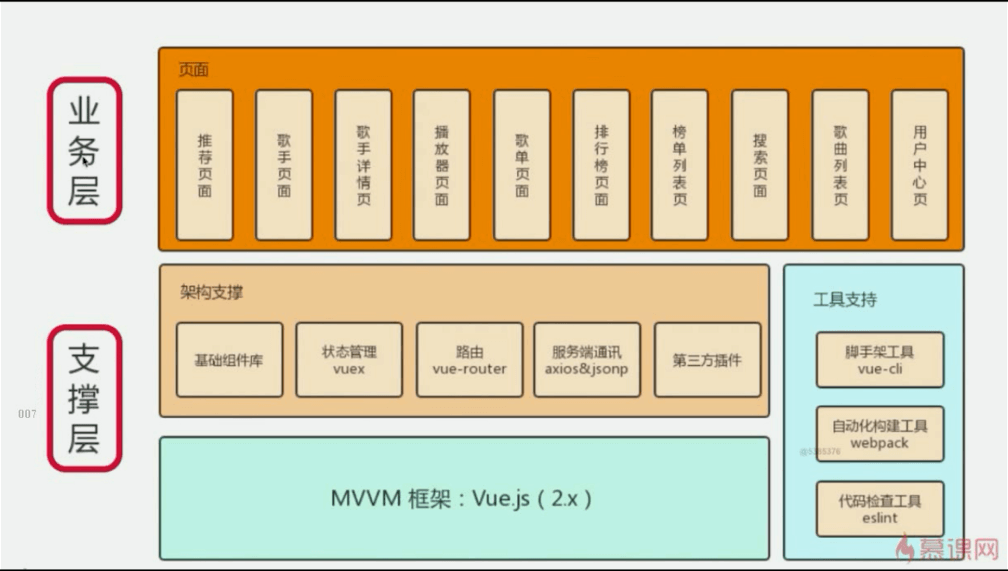 业务层
页面
推荐页面
歌手页面
歌手详情页
播放器页面
歌单页面
排行榜页面
榜单列表页
搜索页面
歌曲列表页
用户中心页
支撑层
007
架构支撑
基础组件库
状态管理
vuex
路由
vue-router
服务端通讯
axios&jsonp
第三方插件
MVVM 框架：Vue.js（2.x）
工具支持
脚手架工具
vue-cli
自动化构建工具
webpack
代码检查工具
eslint
慕课网